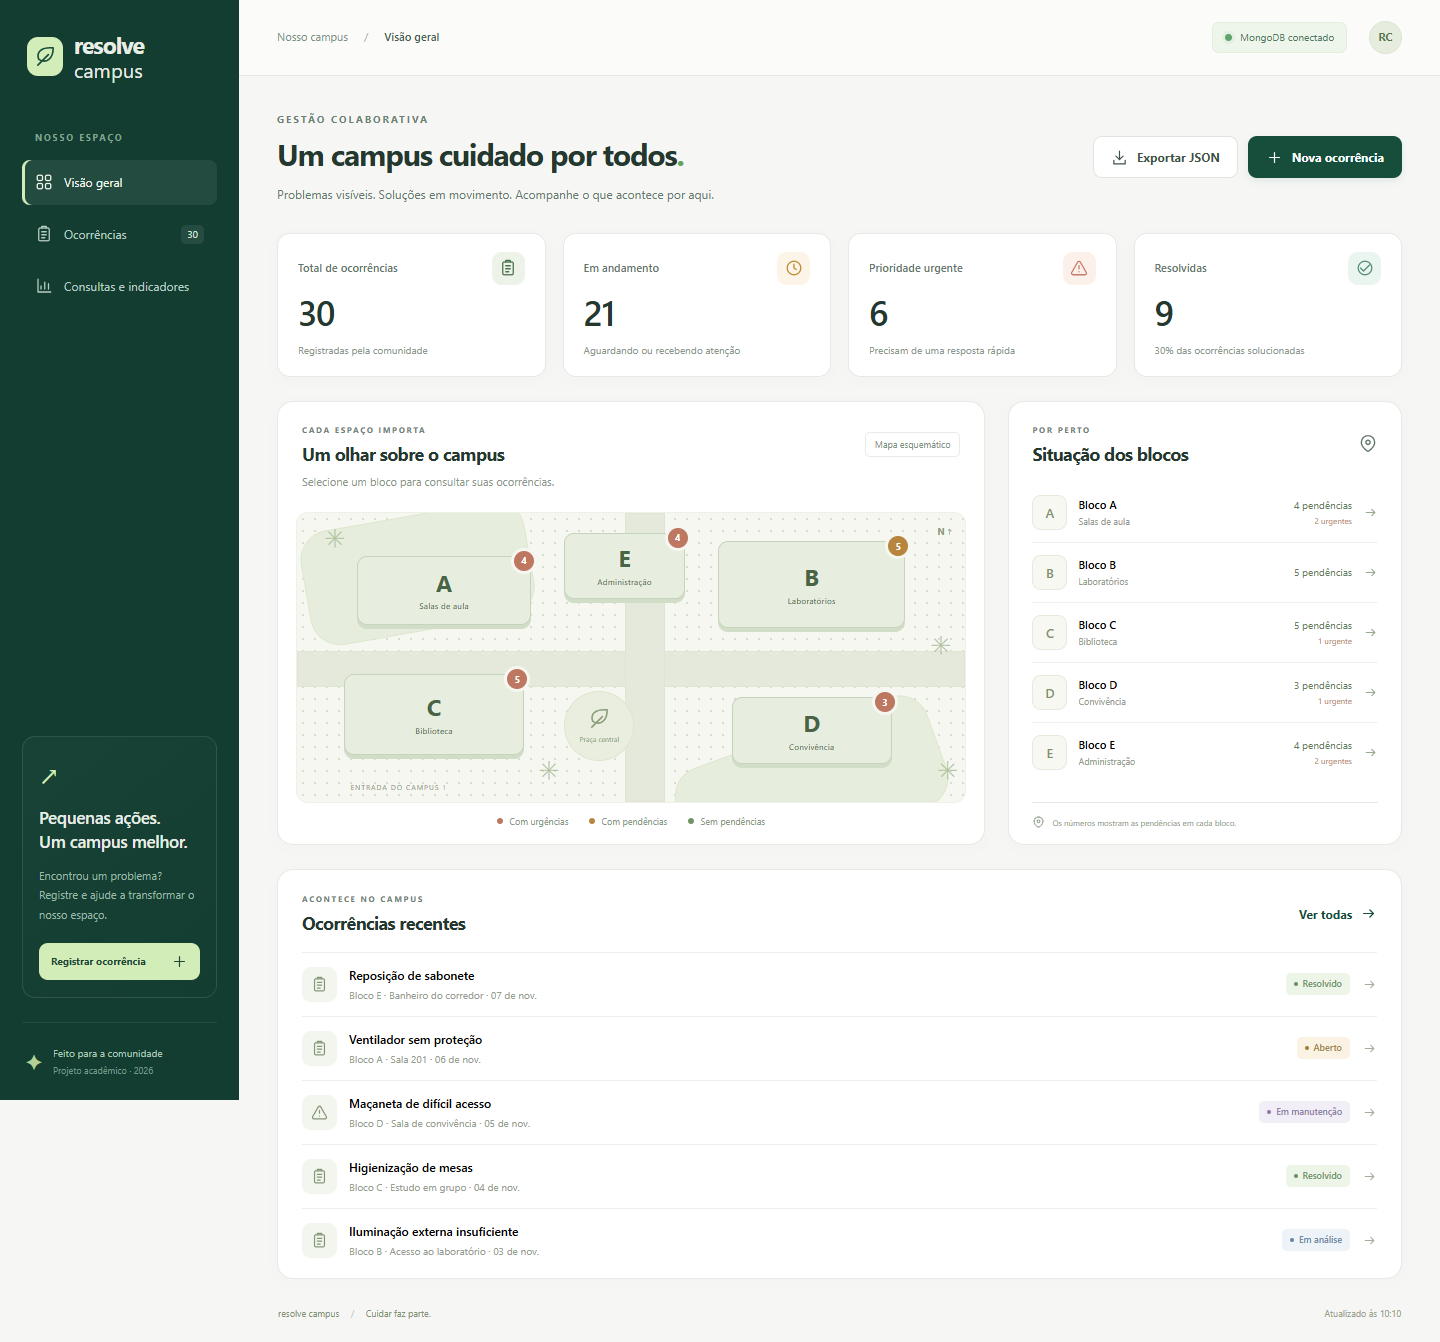 resolve
campus
NOSSO ESPAÇO
Visão geral
Ocorrências 30
Consultas e indicadores
Pequenas ações.
Um campus melhor.
Encontrou um problema?
Registre e ajude a transformar o
nosso espaço.
Registrar ocorrência
Feito para a comunidade
Projeto acadêmico · 2026
Nosso campus / Visão geral
MongoDB conectado
RC
GESTÃO COLABORATIVA
Um campus cuidado por todos.
Problemas visíveis. Soluções em movimento. Acompanhe o que acontece por aqui.
Exportar JSON
Nova ocorrência
Total de ocorrências
30
Registradas pela comunidade
Em andamento
21
Aguardando ou recebendo atenção
Prioridade urgente
6
Precisam de uma resposta rápida
Resolvidas
9
30% das ocorrências solucionadas
CADA ESPAÇO IMPORTA
Um olhar sobre o campus
Selecione um bloco para consultar suas ocorrências.
Mapa esquemático
N ↑
A
Salas de aula
4
E
Administração
4
B
Laboratórios
5
C
Biblioteca
5
Praça central
D
Convivência
3
ENTRADA DO CAMPUS ↑
Com urgências
Com pendências
Sem pendências
POR PERTO
Situação dos blocos
A
Bloco A
Salas de aula
4 pendências
2 urgentes
B
Bloco B
Laboratórios
5 pendências
C
Bloco C
Biblioteca
5 pendências
1 urgente
D
Bloco D
Convivência
3 pendências
1 urgente
E
Bloco E
Administração
4 pendências
2 urgentes
Os números mostram as pendências em cada bloco.
ACONTECE NO CAMPUS
Ocorrências recentes
Ver todas
Reposição de sabonete
Bloco E · Banheiro do corredor · 07 de nov.
Resolvido
Ventilador sem proteção
Bloco A · Sala 201 · 06 de nov.
Aberto
Maçaneta de difícil acesso
Bloco D · Sala de convivência · 05 de nov.
Em manutenção
Higienização de mesas
Bloco C · Estudo em grupo · 04 de nov.
Resolvido
Iluminação externa insuficiente
Bloco B · Acesso ao laboratório · 03 de nov.
Em análise
resolve campus / Cuidar faz parte.
Atualizado às 10:10